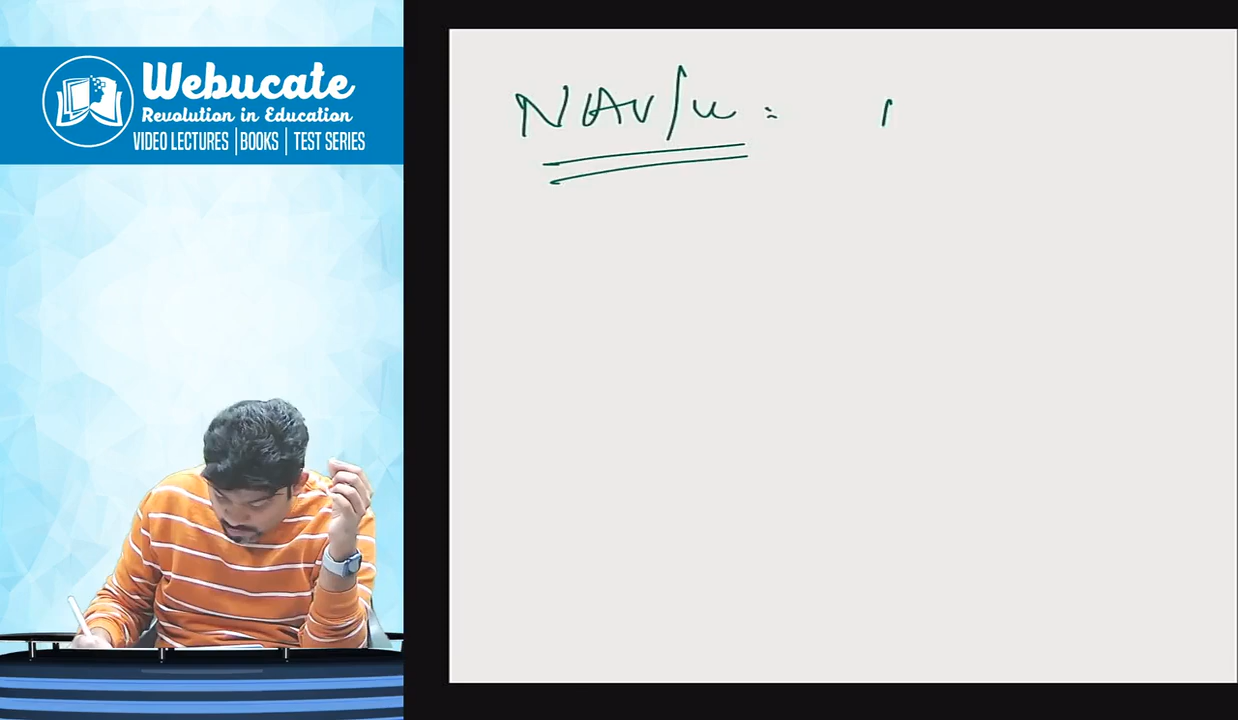 Webucate
Revolution in Education
VIDEO LECTURES | BOOKS | TEST SERIES
NAV/u =